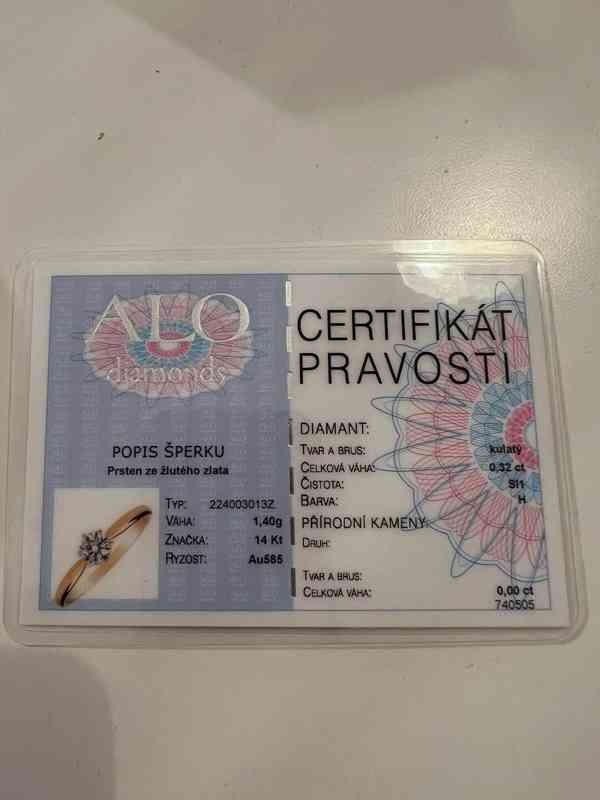 ALO
diamonds
POPIS ŠPERKU
Prsten ze žlutého zlata
TYP: 224003013Z
VÁHA: 1,40g
ZNAČKA: 14 Kt
RYZOST: Au585
CERTIFIKÁT
PRAVOSTI
DIAMANT:
TVAR A BRUS: kulatý
CELKOVÁ VÁHA: 0,32 ct
ČISTOTA: SI1
BARVA: H
PŘÍRODNÍ KAMENY:
DRUH:
TVAR A BRUS:
CELKOVÁ VÁHA: 0,00 ct
740505